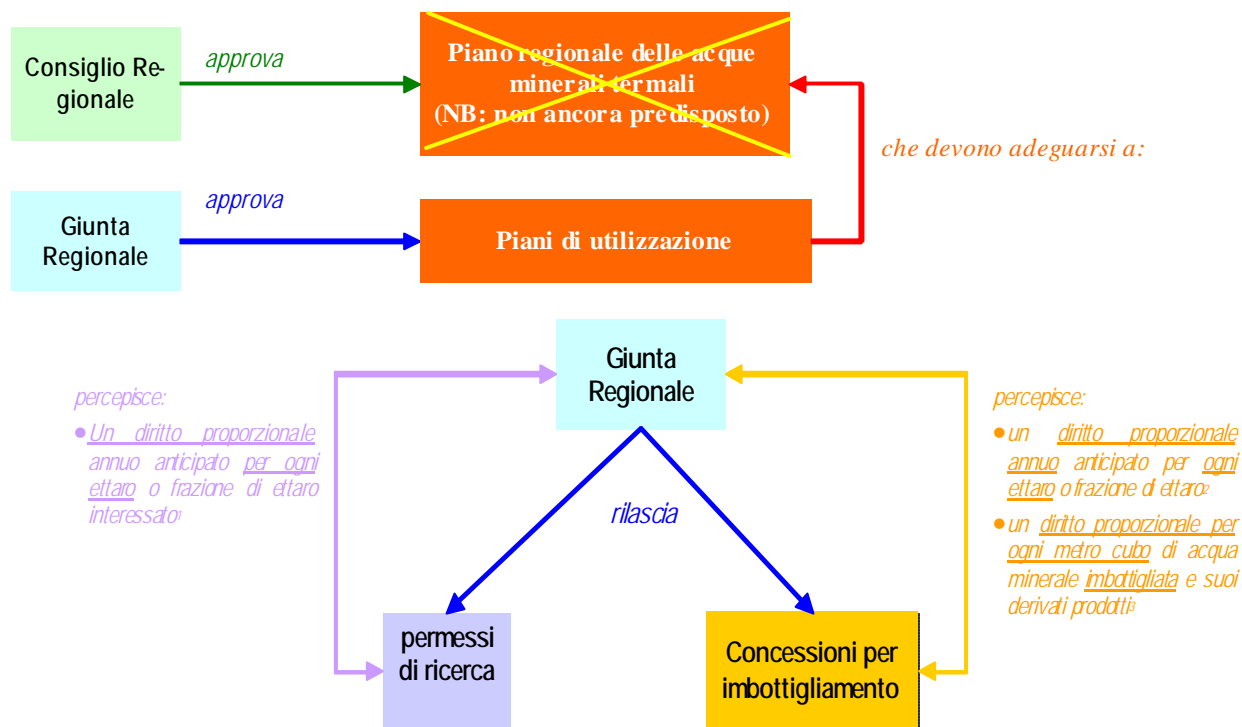 Consiglio Re-
gionale
approva
Piano regionale delle acque
minerali termali
(NB: non ancora predisposto)
che devono adeguarsi a:
Giunta
Regionale
approva
Piani di utilizzazione
Giunta
Regionale
percepisce:
• Un diritto proporzionale
annuo anticipato per ogni
ettaro o frazione di ettaro
interessato1
rilascia
percepisce:
• un diritto proporzionale
annuo anticipato per ogni
ettaro o frazione di ettaro2
• un diritto proporzionale per
ogni metro cubo di acqua
minerale imbottigliata e suoi
derivati prodotti3
permessi
di ricerca
Concessioni per
imbottigliamento